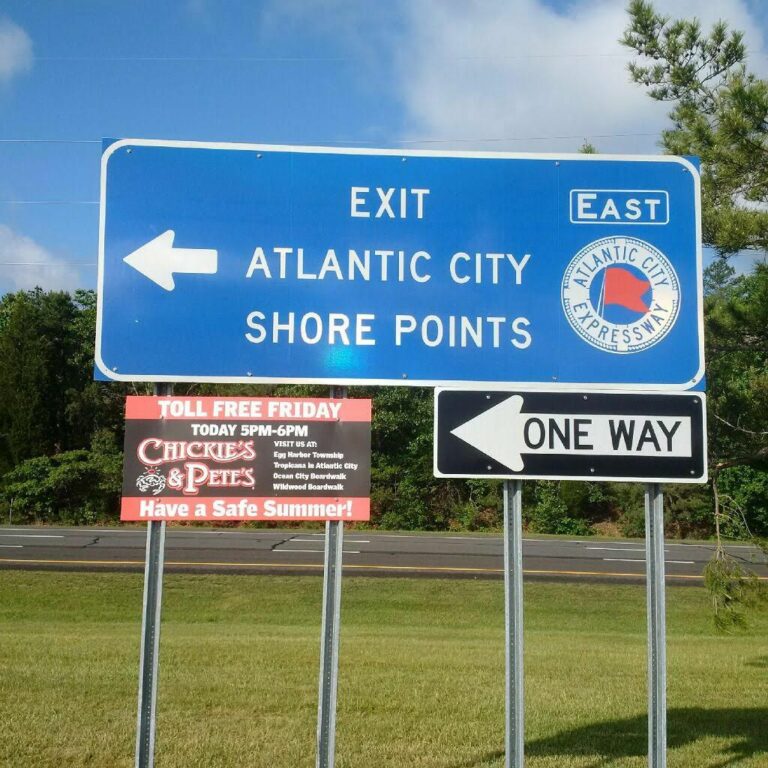 EXIT
EAST
ATLANTIC CITY
SHORE POINTS
ATLANTIC CITY
EXPRESSWAY
TOLL FREE FRIDAY
TODAY 5PM-6PM
CHICKIE'S
& PETE'S
VISIT US AT:
Egg Harbor Township
Tropicana in Atlantic City
Ocean City Boardwalk
Wildwood Boardwalk
Have a Safe Summer!
ONE WAY